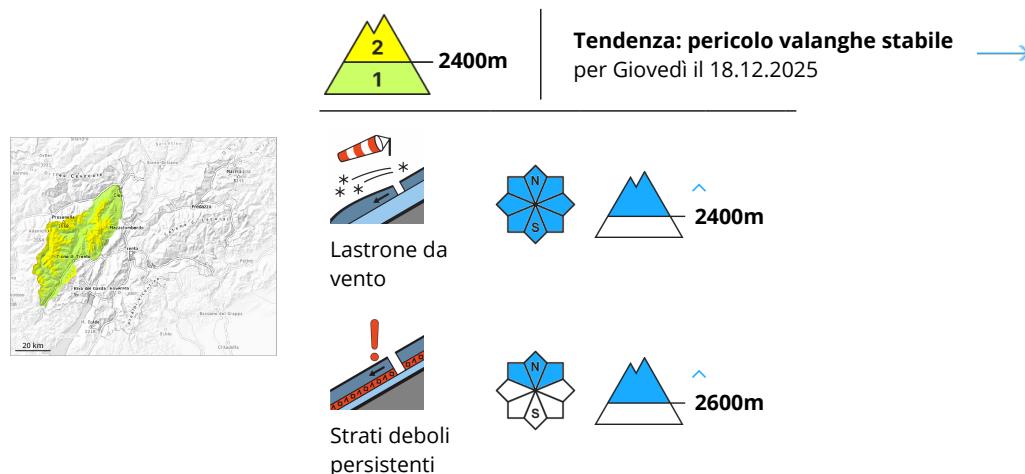 2
2400m
1
Tendenza: pericolo valanghe stabile
per Giovedì il 18.12.2025
N
S
2400m
Lastrone da
vento
N
S
2600m
Strati deboli
persistenti
Trento
20 km